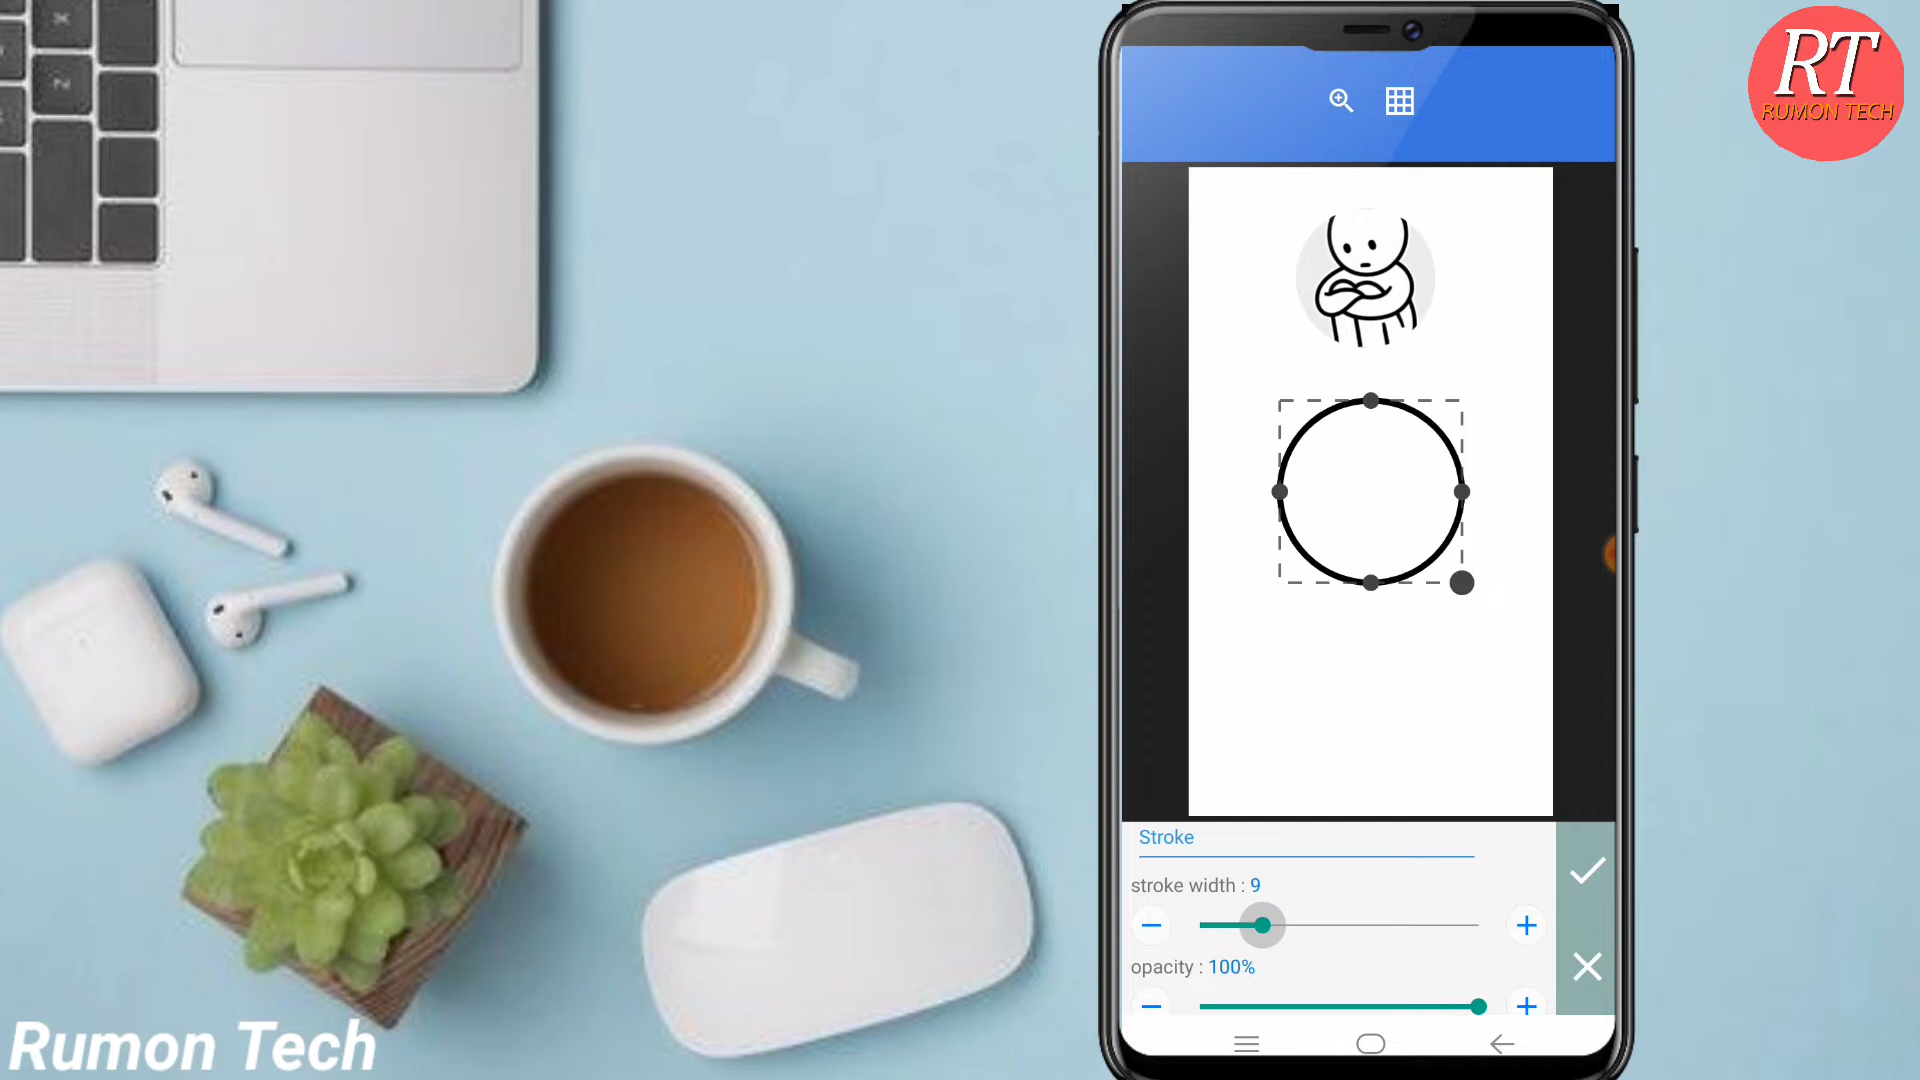 RT
RUMON TECH
Stroke
stroke width : 9
opacity : 100%
Rumon Tech